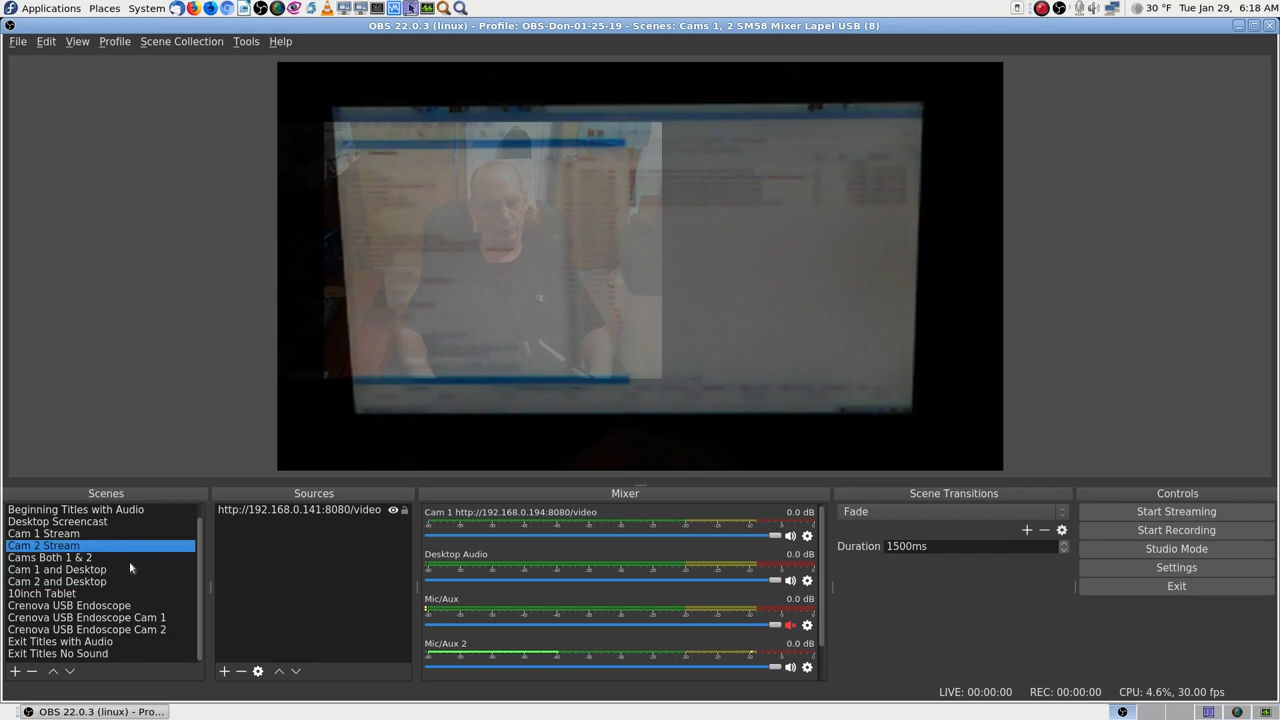 Applications Places System
30 °F Tue Jan 29, 6:18 AM
OBS 22.0.3 (linux) - Profile: OBS-Don-01-25-19 - Scenes: Cams 1, 2 SM58 Mixer Lapel USB (8)
File Edit View Profile Scene Collection Tools Help
Scenes
Beginning Titles with Audio
Desktop Screencast
Cam 1 Stream
Cam 2 Stream
Cams Both 1 & 2
Cam 1 and Desktop
Cam 2 and Desktop
10inch Tablet
Crenova USB Endoscope
Crenova USB Endoscope Cam 1
Crenova USB Endoscope Cam 2
Exit Titles with Audio
Exit Titles No Sound
Sources
http://192.168.0.141:8080/video
Mixer
Cam 1 http://192.168.0.194:8080/video 0.0 dB
Desktop Audio 0.0 dB
Mic/Aux 0.0 dB
Mic/Aux 2 0.0 dB
Scene Transitions
Fade
Duration 1500ms
Controls
Start Streaming
Start Recording
Studio Mode
Settings
Exit
LIVE: 00:00:00 REC: 00:00:00 CPU: 4.6%, 30.00 fps
OBS 22.0.3 (linux) - Pro...